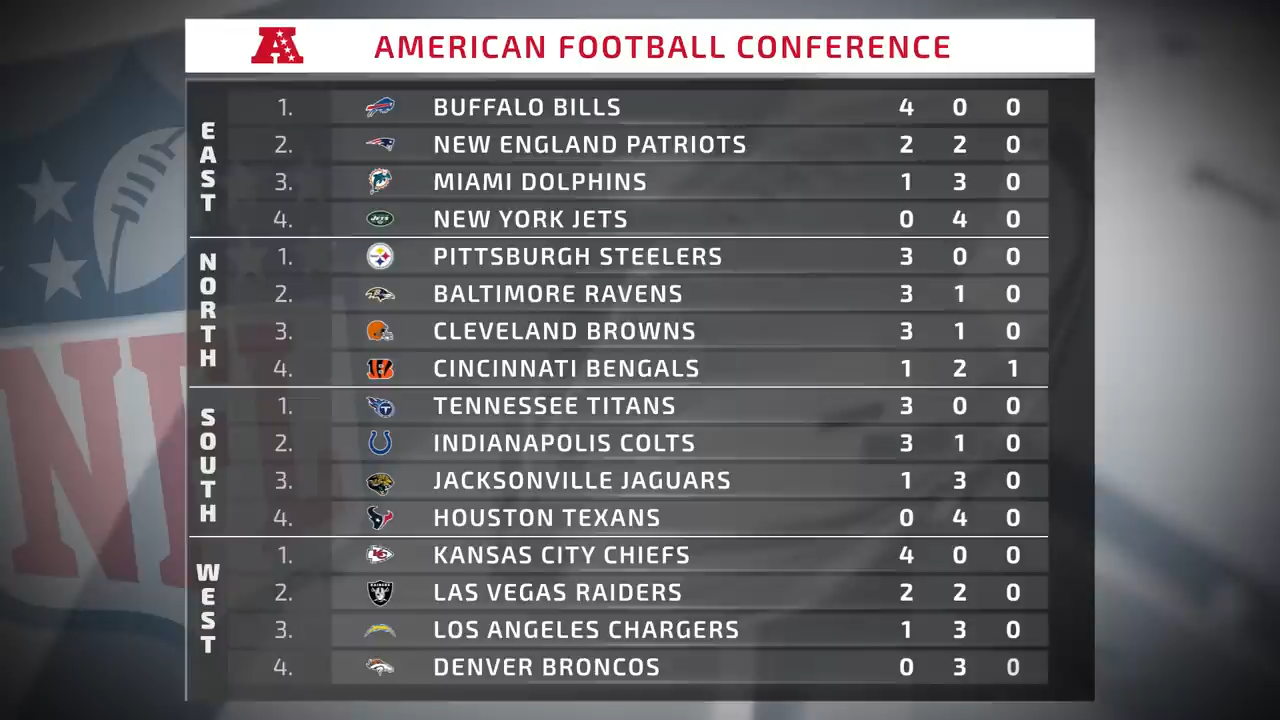 AMERICAN FOOTBALL CONFERENCE
EAST
1. BUFFALO BILLS 4 0 0
2. NEW ENGLAND PATRIOTS 2 2 0
3. MIAMI DOLPHINS 1 3 0
4. NEW YORK JETS 0 4 0
NORTH
1. PITTSBURGH STEELERS 3 0 0
2. BALTIMORE RAVENS 3 1 0
3. CLEVELAND BROWNS 3 1 0
4. CINCINNATI BENGALS 1 2 1
SOUTH
1. TENNESSEE TITANS 3 0 0
2. INDIANAPOLIS COLTS 3 1 0
3. JACKSONVILLE JAGUARS 1 3 0
4. HOUSTON TEXANS 0 4 0
WEST
1. KANSAS CITY CHIEFS 4 0 0
2. LAS VEGAS RAIDERS 2 2 0
3. LOS ANGELES CHARGERS 1 3 0
4. DENVER BRONCOS 0 3 0
NFL